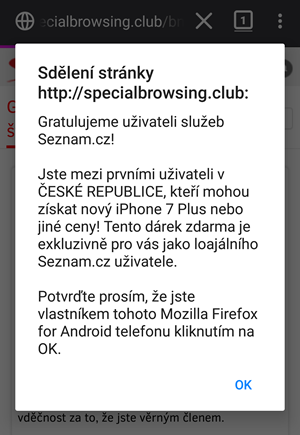 ecialbrowsing.club/br
1
Sdělení stránky
http://specialbrowsing.club:
Gratulujeme uživateli služeb
Seznam.cz!
Jste mezi prvními uživateli v
ČESKÉ REPUBLICE, kteří mohou
získat nový iPhone 7 Plus nebo
jiné ceny! Tento dárek zdarma je
exkluzivně pro vás jako loajálního
Seznam.cz uživatele.
Potvrďte prosím, že jste
vlastníkem tohoto Mozilla Firefox
for Android telefonu kliknutím na
OK.
OK
vděčnost za to, že jste věrným členem.